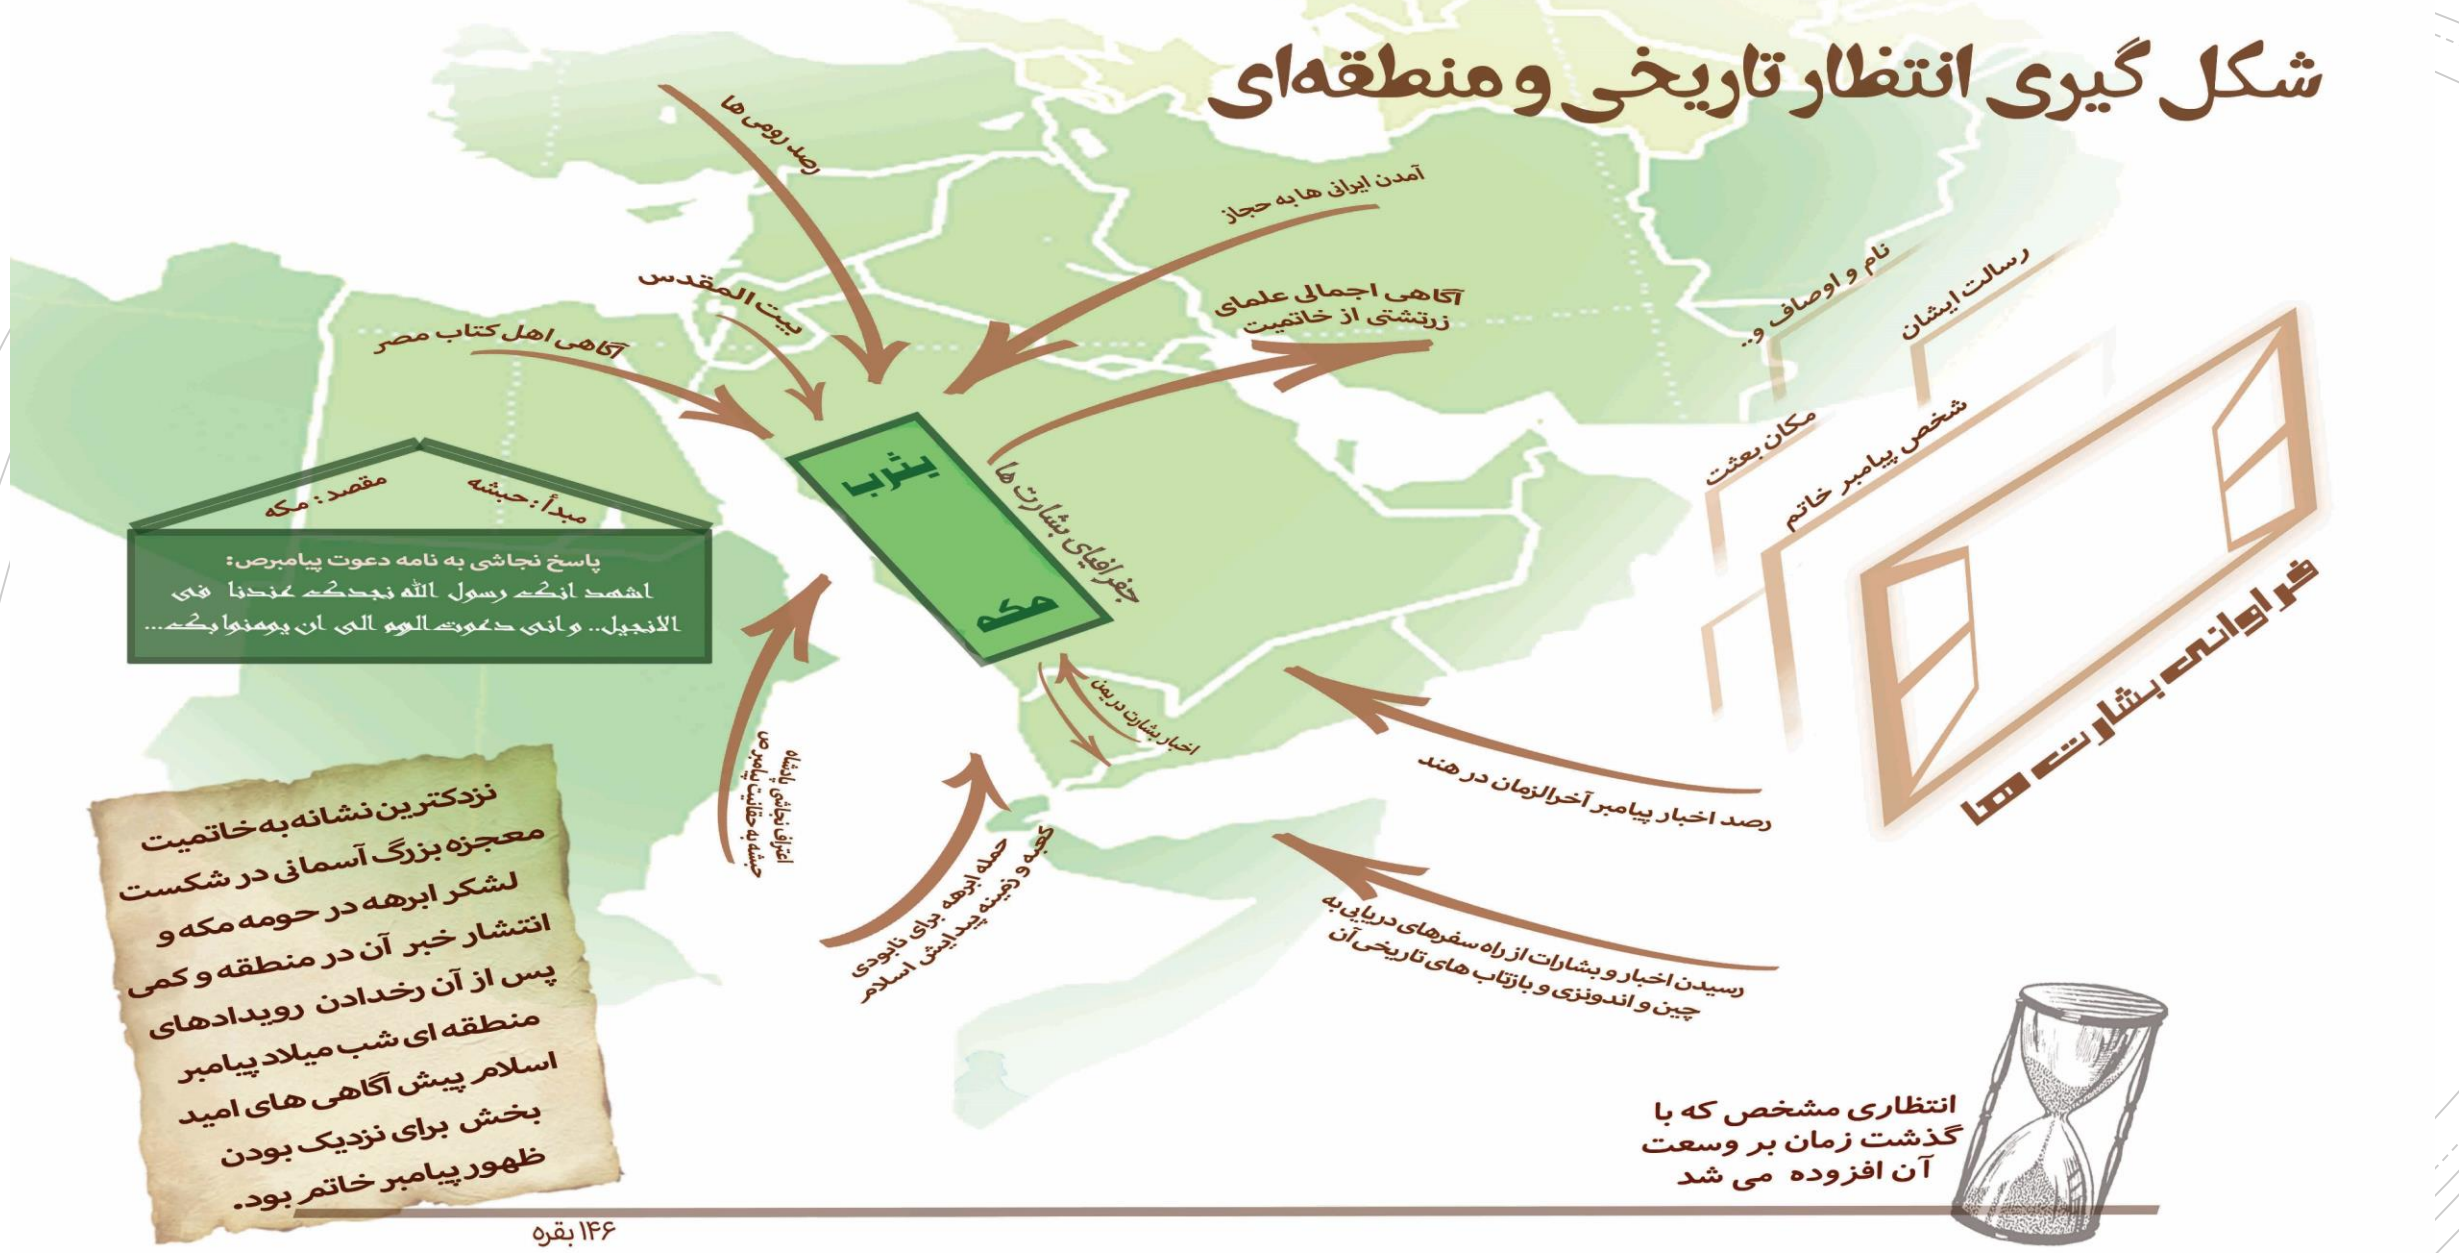 شکل گیری انتظار تاریخی و منطقه‌ای
رصد رومی ها
آمدن ایرانی ها به حجاز
آگاهی اجمالی علمای
زرتشتی از خاتمیت
بیت المقدس
آگاهی اهل کتاب مصر
نام و اوصاف و..
رسالت ایشان
مکان بعثت
شخص پیامبر خاتم
فراوانی بشارت ها
یثرب
مکه
جغرافیای بشارت ها
مبدأ: حبشه
مقصد: مکه
پاسخ نجاشی به نامه دعوت پیامبرص:
اشهد انک رسول الله نجدک عندنا فی
الانجیل.. و انی دعوت الروم الی ان یومنوا بک...
اخبار بشارت در یمن
اعتراف نجاشی پادشاه
حبشه به حقانیت پیامبر ص
حمله ابرهه برای نابودی
کعبه و زمینه پیدایش اسلام
رصد اخبار پیامبر آخرالزمان در هند
رسیدن اخبار و بشارات از راه سفرهای دریایی به
چین و اندونزی و بازتاب های تاریخی آن
نزدکترین نشانه به خاتمیت
معجزه بزرگ آسمانی در شکست
لشکر ابرهه در حومه مکه و
انتشار خبر آن در منطقه و کمی
پس از آن رخدادن رویدادهای
منطقه ای شب میلاد پیامبر
اسلام پیش آگاهی های امید
بخش برای نزدیک بودن
ظهور پیامبر خاتم بود.
انتظاری مشخص که با
گذشت زمان بر وسعت
آن افزوده می شد
۱۴۶ بقره